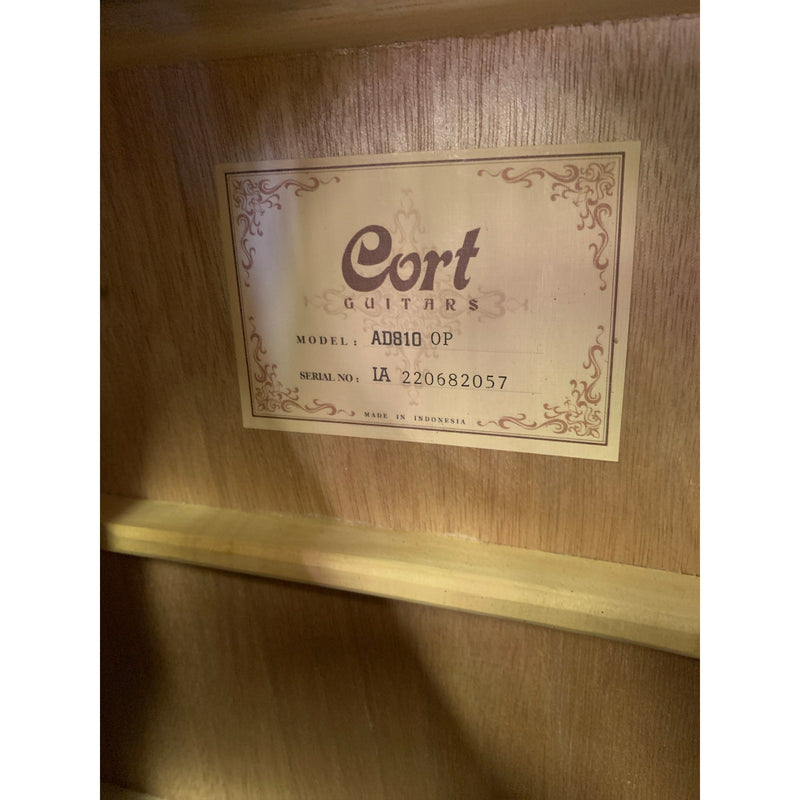 Cort
GUITARS
MODEL: AD810 OP
SERIAL NO: IA 220682057
MADE IN INDONESIA